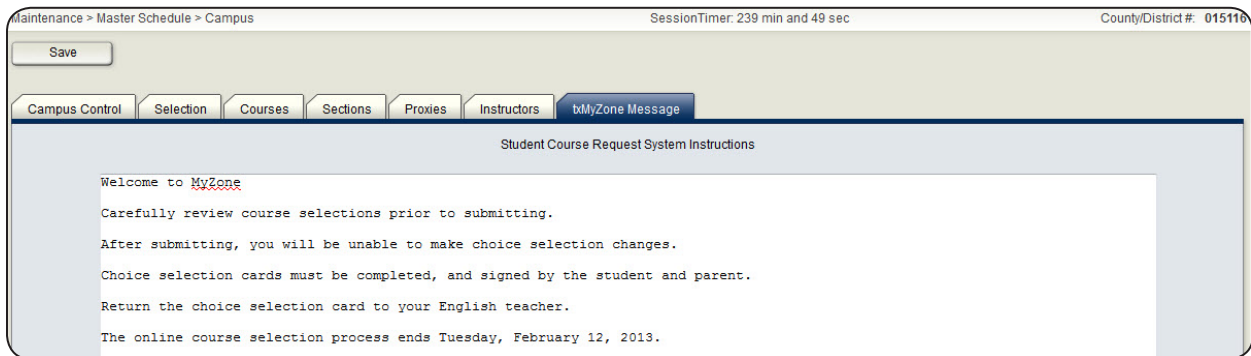 Maintenance > Master Schedule > Campus SessionTimer: 239 min and 49 sec County/District #: 015116
Save
Campus Control Selection Courses Sections Proxies Instructors txMyZone Message
Student Course Request System Instructions
Welcome to MyZone
Carefully review course selections prior to submitting.
After submitting, you will be unable to make choice selection changes.
Choice selection cards must be completed, and signed by the student and parent.
Return the choice selection card to your English teacher.
The online course selection process ends Tuesday, February 12, 2013.